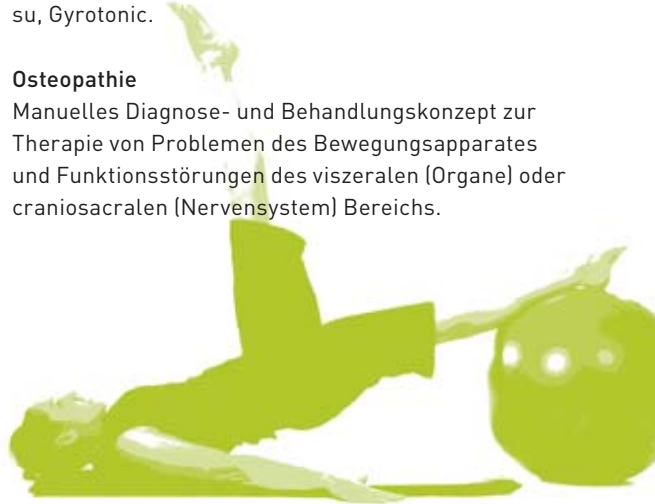 su, Gyrotonic.
Osteopathie
Manuelles Diagnose- und Behandlungskonzept zur
Therapie von Problemen des Bewegungsapparates
und Funktionsstörungen des viszeralen (Organe) oder
craniosacralen (Nervensystem) Bereichs.